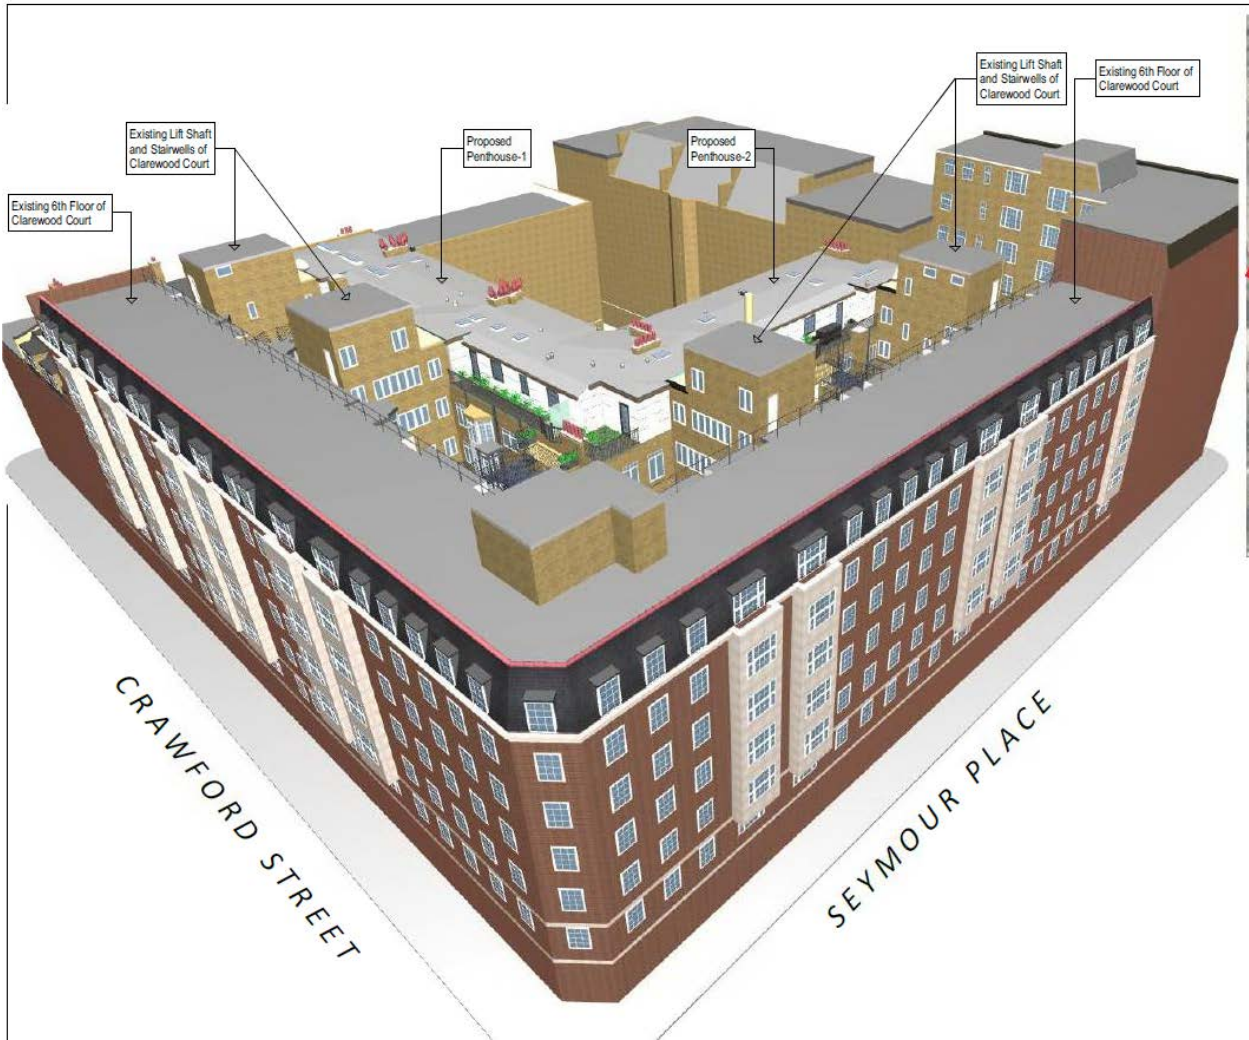 Existing Lift Shaft
and Stairwells of
Clarewood Court
Existing 6th Floor of
Clarewood Court
Existing Lift Shaft
and Stairwells of
Clarewood Court
Proposed
Penthouse-1
Proposed
Penthouse-2
Existing 6th Floor of
Clarewood Court
CRAWFORD STREET
SEYMOUR PLACE